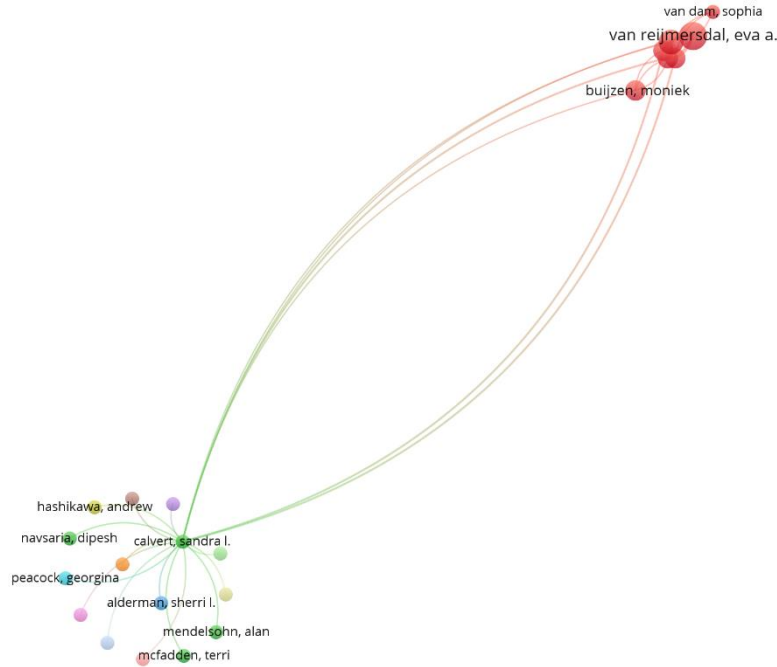 van dam, sophia
van reijmersdal, eva a.
buijzen, moniek
hashikawa, andrew
navsaria, dipesh
calvert, sandra l.
peacock, georgina
alderman, sherri l.
mendelsohn, alan
mcfadden, terri